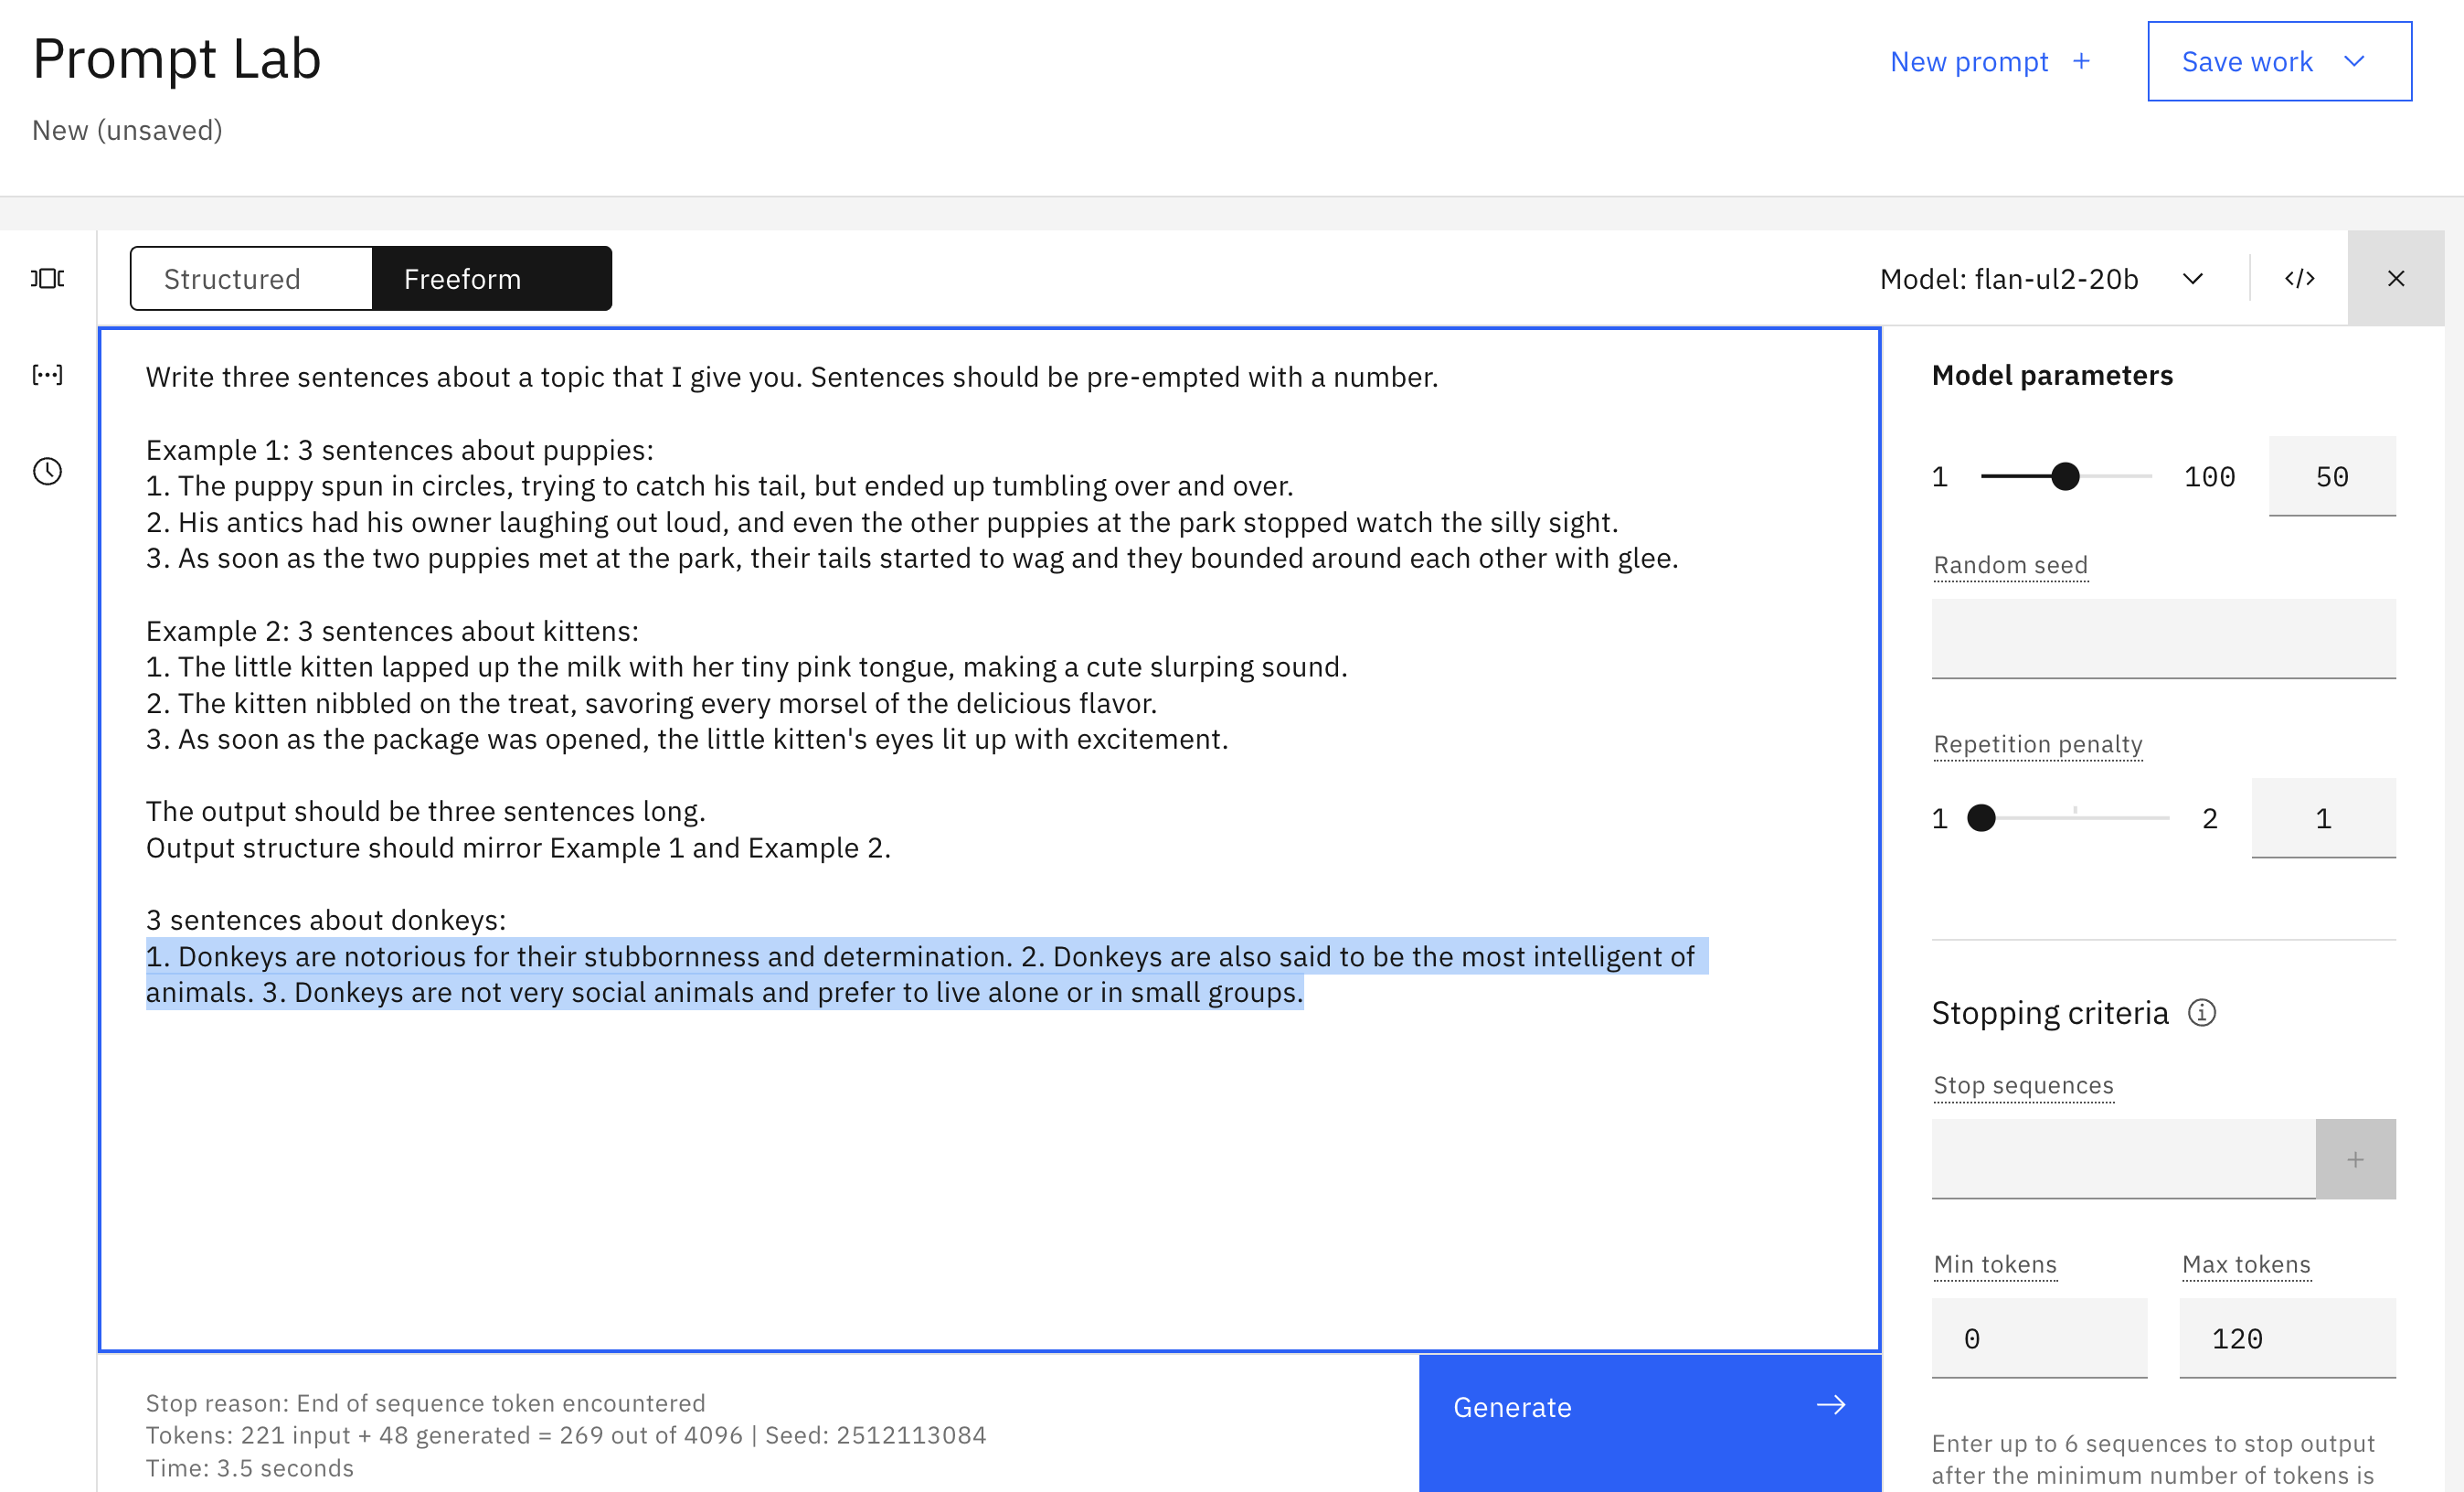 Prompt Lab
New prompt +
Save work
New (unsaved)
Structured
Freeform
Model: flan-ul2-20b
</>
Write three sentences about a topic that I give you. Sentences should be pre-empted with a number.
Example 1: 3 sentences about puppies:
1. The puppy spun in circles, trying to catch his tail, but ended up tumbling over and over.
2. His antics had his owner laughing out loud, and even the other puppies at the park stopped watch the silly sight.
3. As soon as the two puppies met at the park, their tails started to wag and they bounded around each other with glee.
Example 2: 3 sentences about kittens:
1. The little kitten lapped up the milk with her tiny pink tongue, making a cute slurping sound.
2. The kitten nibbled on the treat, savoring every morsel of the delicious flavor.
3. As soon as the package was opened, the little kitten's eyes lit up with excitement.
The output should be three sentences long.
Output structure should mirror Example 1 and Example 2.
3 sentences about donkeys:
1. Donkeys are notorious for their stubbornness and determination. 2. Donkeys are also said to be the most intelligent of
animals. 3. Donkeys are not very social animals and prefer to live alone or in small groups.
Stop reason: End of sequence token encountered
Tokens: 221 input + 48 generated = 269 out of 4096 | Seed: 2512113084
Time: 3.5 seconds
Generate
Model parameters
1 100 50
Random seed
Repetition penalty
1 2 1
Stopping criteria
Stop sequences
+
Min tokens Max tokens
0 120
Enter up to 6 sequences to stop output
after the minimum number of tokens is